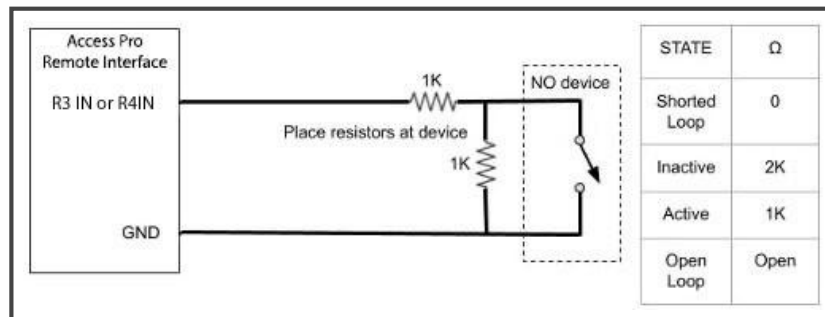 Access Pro
Remote Interface
R3 IN or R4IN
GND
1K
Place resistors at device
1K
NO device
STATE Ω
Shorted
Loop
0
Inactive 2K
Active 1K
Open
Loop
Open